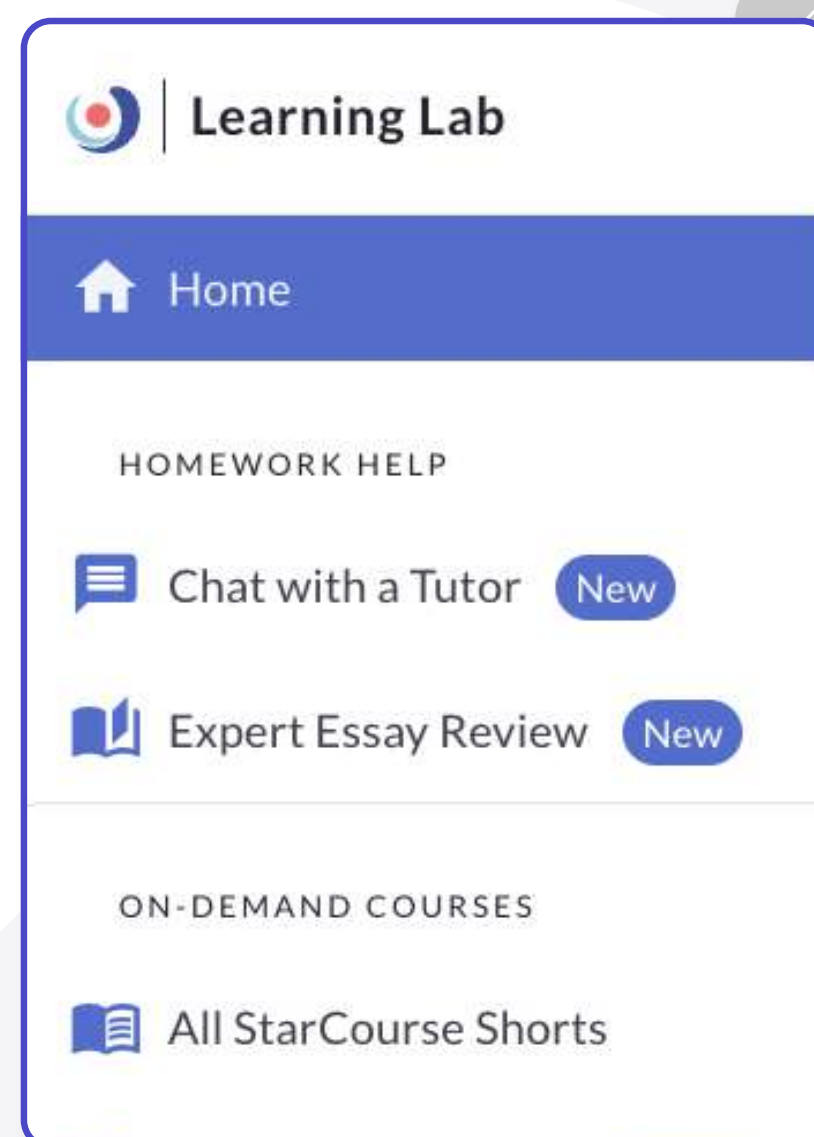 Learning Lab
Home
HOMEWORK HELP
Chat with a Tutor New
Expert Essay Review New
ON-DEMAND COURSES
All StarCourse Shorts